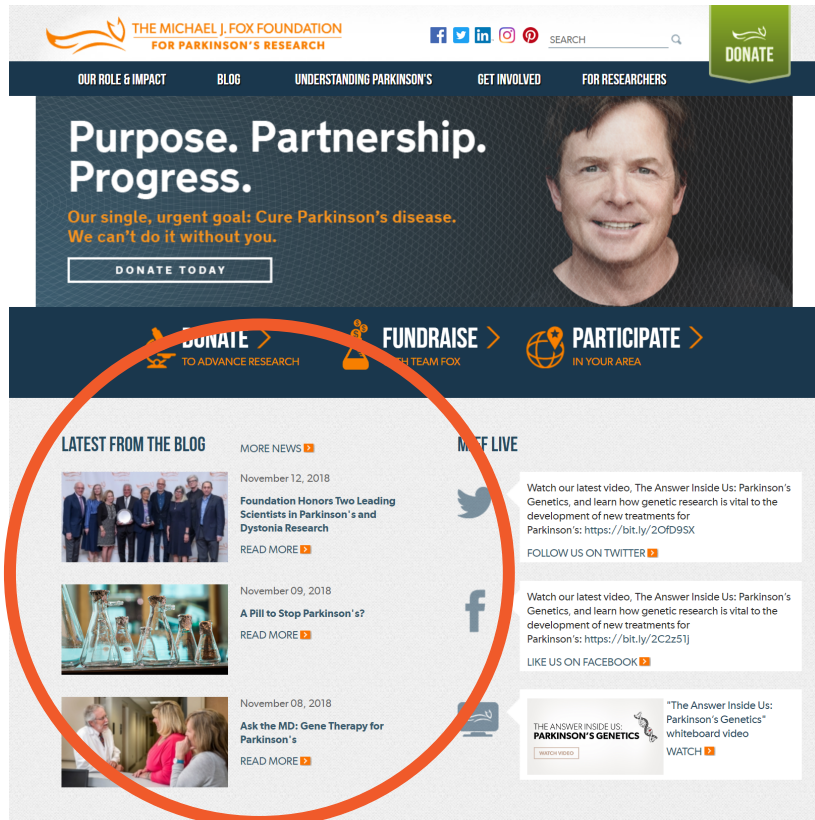 THE MICHAEL J. FOX FOUNDATION
FOR PARKINSON'S RESEARCH
SEARCH
DONATE
OUR ROLE & IMPACT
BLOG
UNDERSTANDING PARKINSON'S
GET INVOLVED
FOR RESEARCHERS
Purpose. Partnership.
Progress.
Our single, urgent goal: Cure Parkinson's disease.
We can't do it without you.
DONATE TODAY
DONATE
TO ADVANCE RESEARCH
FUNDRAISE
TEAM FOX
PARTICIPATE
IN YOUR AREA
LATEST FROM THE BLOG
MORE NEWS
November 12, 2018
Foundation Honors Two Leading
Scientists in Parkinson's and
Dystonia Research
READ MORE
November 09, 2018
A Pill to Stop Parkinson's?
READ MORE
November 08, 2018
Ask the MD: Gene Therapy for
Parkinson's
READ MORE
LIVE
Watch our latest video, The Answer Inside Us: Parkinson's
Genetics, and learn how genetic research is vital to the
development of new treatments for
Parkinson's: https://bit.ly/2OfD9SX
FOLLOW US ON TWITTER
Watch our latest video, The Answer Inside Us: Parkinson's
Genetics, and learn how genetic research is vital to the
development of new treatments for
Parkinson's: https://bit.ly/2C2z51j
LIKE US ON FACEBOOK
THE ANSWER INSIDE US:
PARKINSON'S GENETICS
WATCH VIDEO
"The Answer Inside Us:
Parkinson's Genetics"
whiteboard video
WATCH